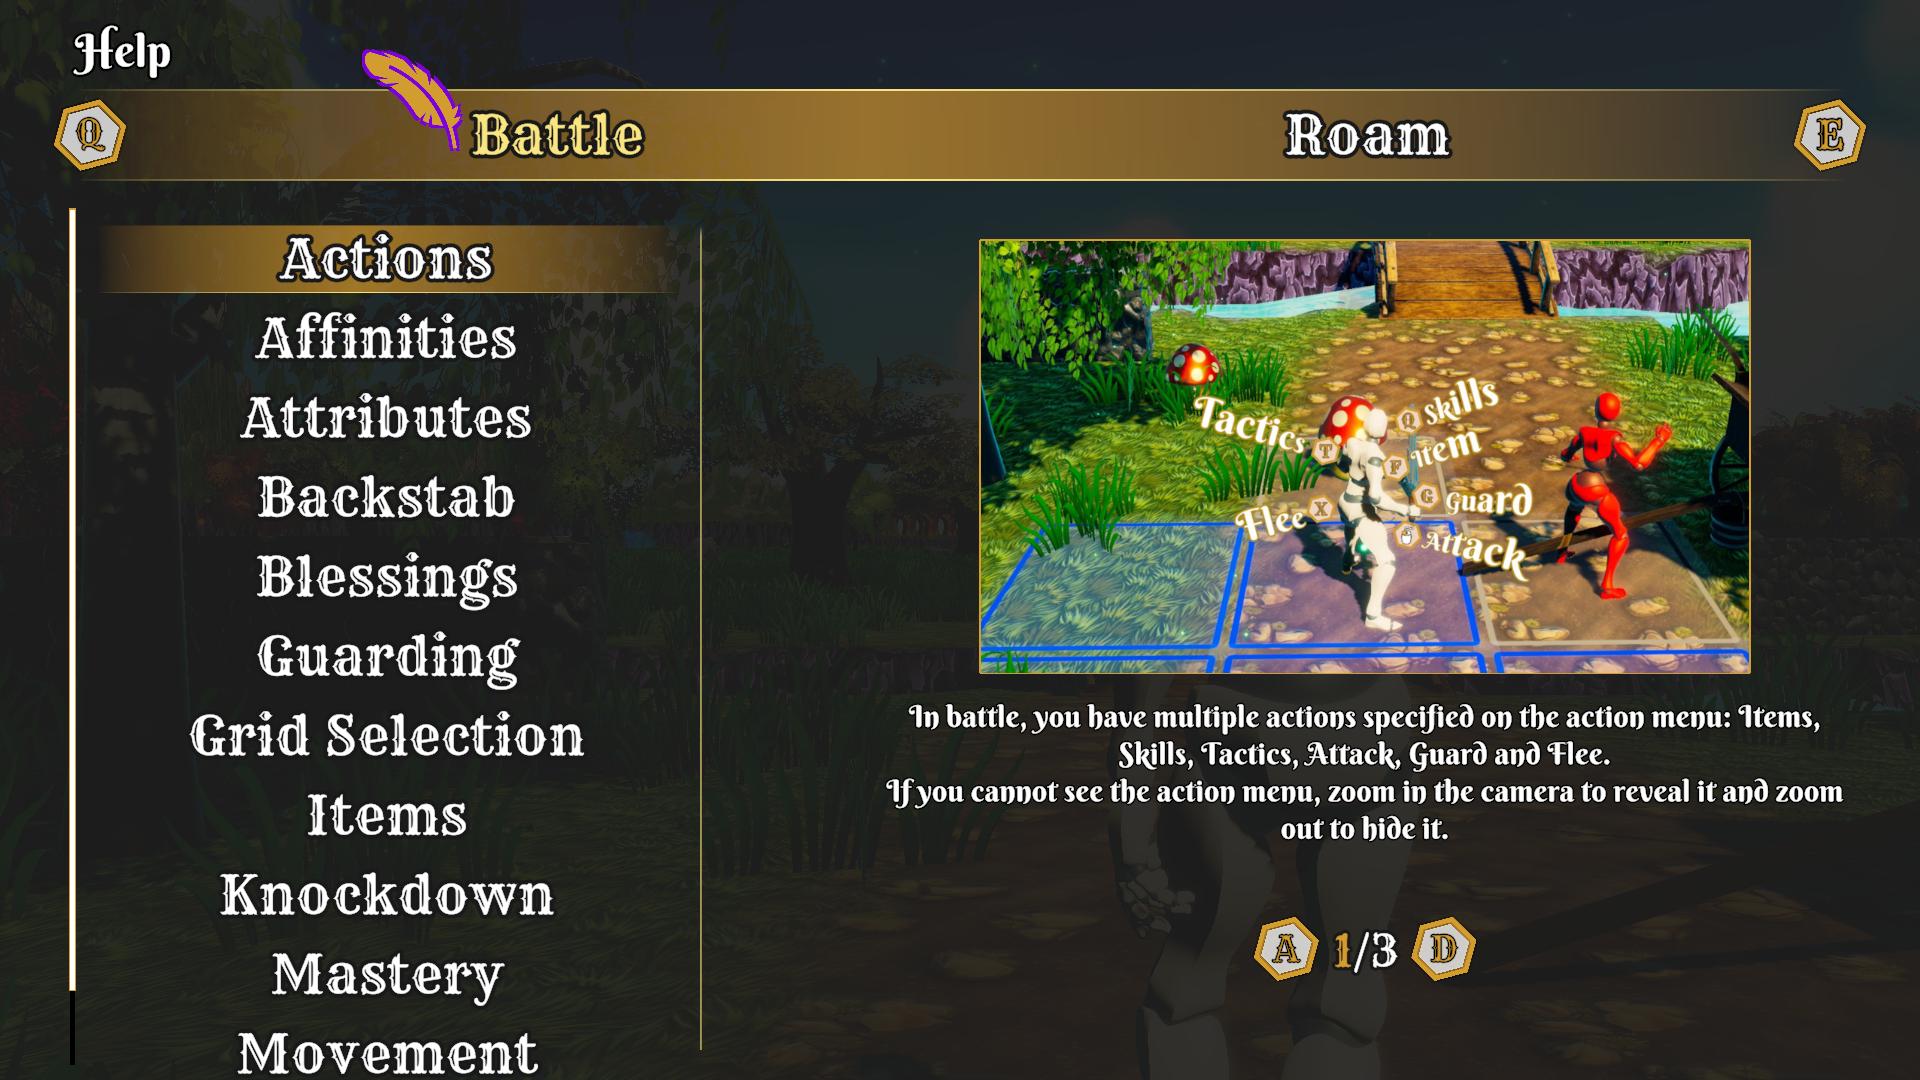 Help
Q
Battle
Roam
E
Actions
Affinities
Attributes
Backstab
Blessings
Guarding
Grid Selection
Items
Knockdown
Mastery
Movement
Tactics T
Q Skills
F Item
G Guard
Flee X
Attack
In battle, you have multiple actions specified on the action menu: Items,
Skills, Tactics, Attack, Guard and Flee.
If you cannot see the action menu, zoom in the camera to reveal it and zoom
out to hide it.
A 1/3 D